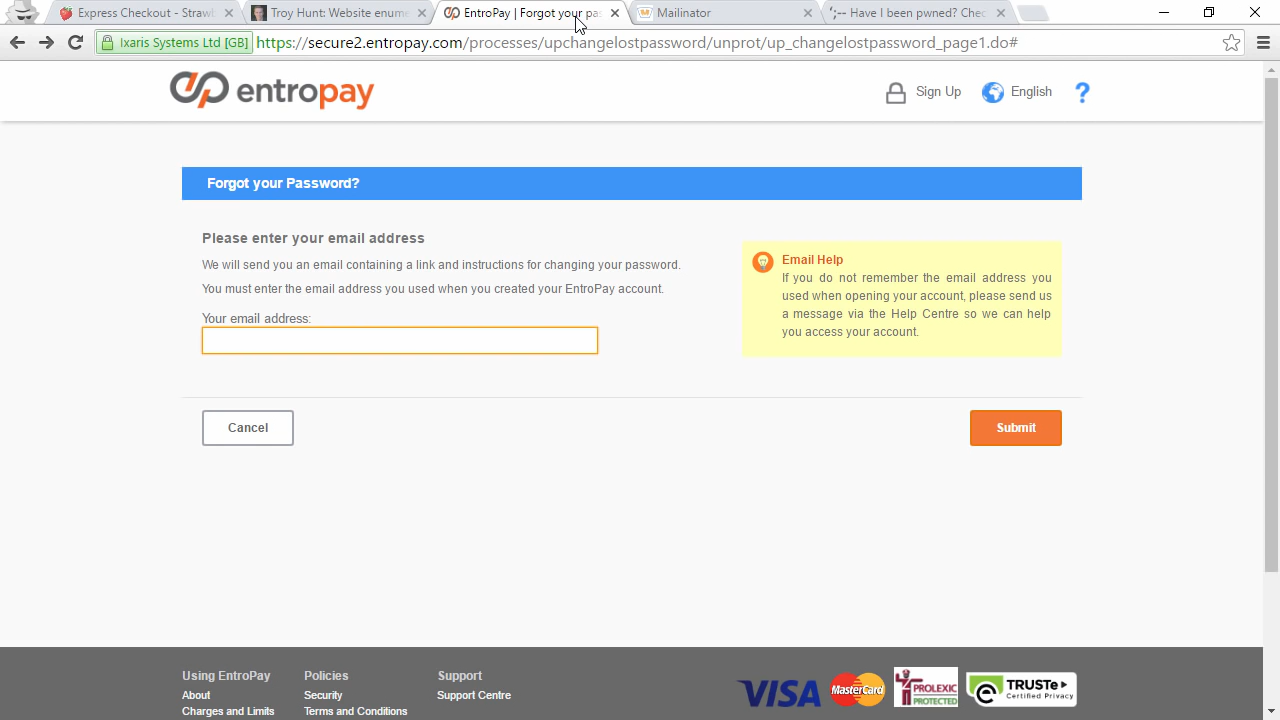 Express Checkout - Strawb
Troy Hunt: Website enume
EntroPay | Forgot your pas
Mailinator
';-- Have I been pwned? Chec
Ixaris Systems Ltd [GB]
https://secure2.entropay.com/processes/upchangelostpassword/unprot/up_changelostpassword_page1.do#
entropay
Sign Up
English
?
Forgot your Password?
Please enter your email address
We will send you an email containing a link and instructions for changing your password.
You must enter the email address you used when you created your EntroPay account.
Your email address:
Email Help
If you do not remember the email address you
used when opening your account, please send us
a message via the Help Centre so we can help
you access your account.
Cancel
Submit
Using EntroPay
Policies
Support
About
Security
Support Centre
Charges and Limits
Terms and Conditions
VISA
MasterCard
PROLEXIC
PROTECTED
TRUSTe
Certified Privacy